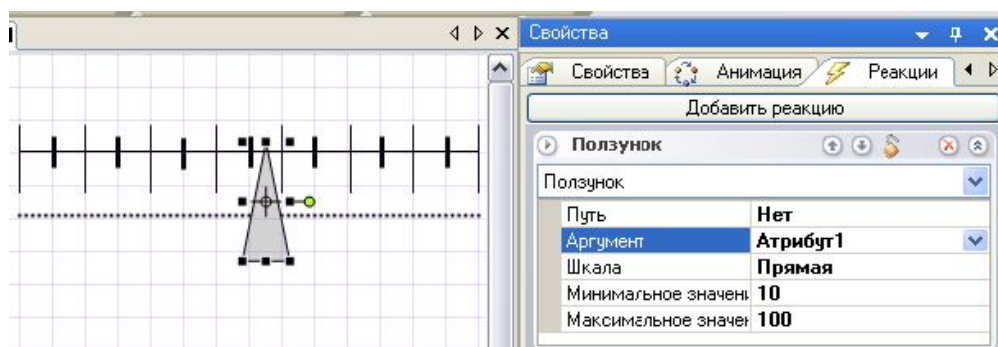 Свойства
Свойства Анимация Реакции
Добавить реакцию
Ползунок
Ползунок
Путь Нет
Аргумент Атрибут1
Шкала Прямая
Минимальное значени 10
Максимальное значен 100